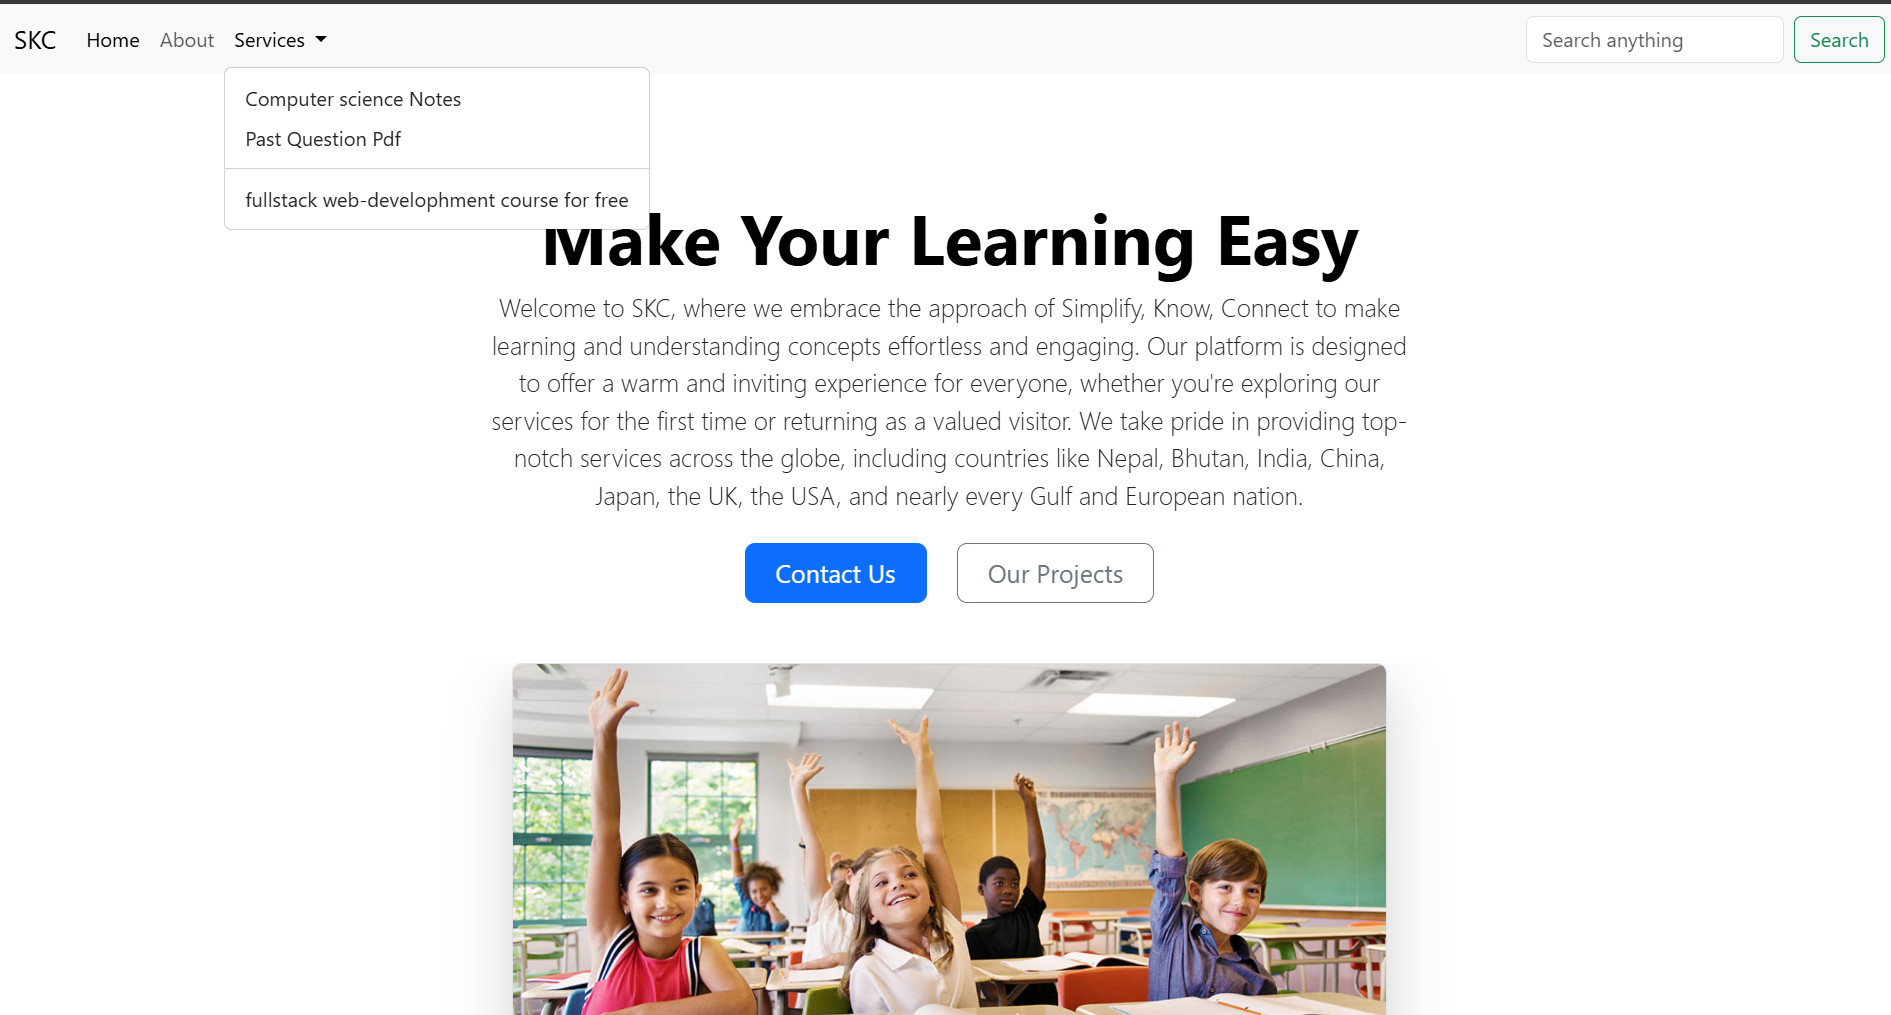 SKC Home About Services Search anything Search
Computer science Notes
Past Question Pdf
fullstack web-develophment course for free
Make Your Learning Easy
Welcome to SKC, where we embrace the approach of Simplify, Know, Connect to make
learning and understanding concepts effortless and engaging. Our platform is designed
to offer a warm and inviting experience for everyone, whether you're exploring our
services for the first time or returning as a valued visitor. We take pride in providing top-
notch services across the globe, including countries like Nepal, Bhutan, India, China,
Japan, the UK, the USA, and nearly every Gulf and European nation.
Contact Us Our Projects